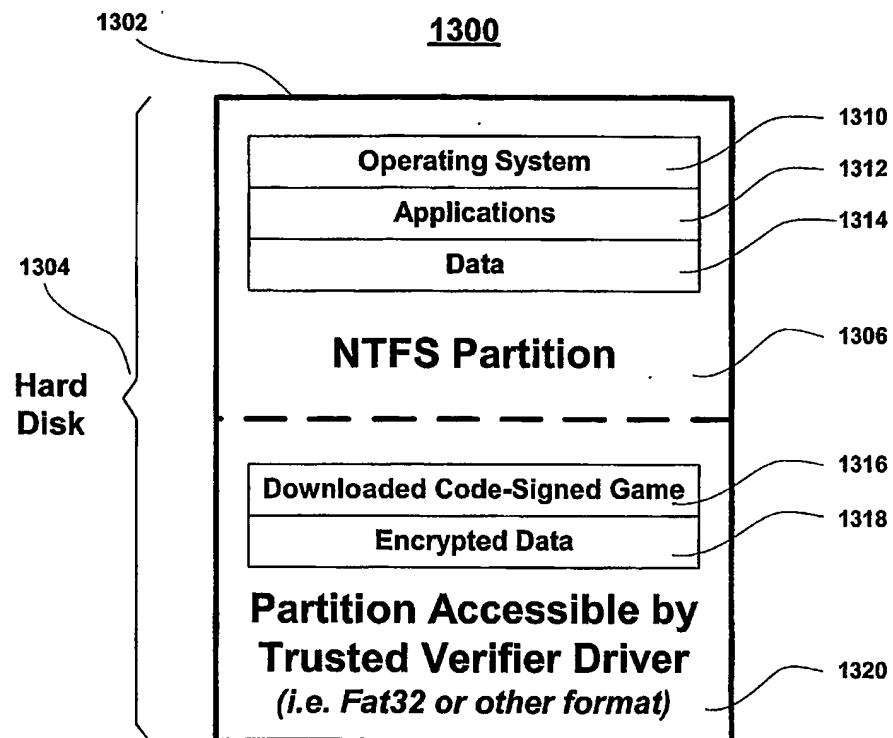 1300
1302
1310
Operating System
1312
Applications
1314
Data
1304
1306
NTFS Partition
Hard
Disk
1316
Downloaded Code-Signed Game
1318
Encrypted Data
Partition Accessible by
Trusted Verifier Driver
1320
(i.e. Fat32 or other format)